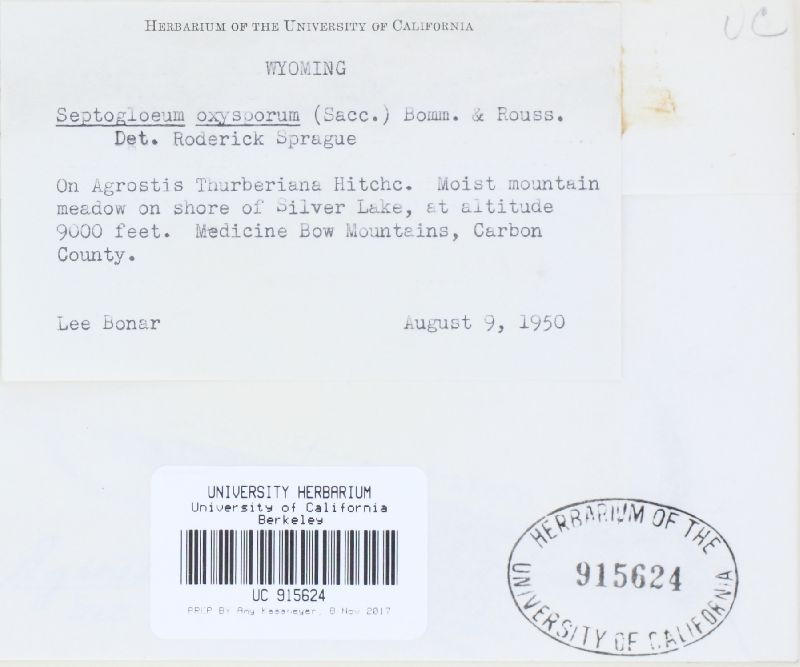 UC
HERBARIUM OF THE UNIVERSITY OF CALIFORNIA
WYOMING
Septogloeum oxysporum (Sacc.) Bomm. & Rouss.
Det. Roderick Sprague
On Agrostis Thurberiana Hitchc. Moist mountain
meadow on shore of Silver Lake, at altitude
9000 feet. Medicine Bow Mountains, Carbon
County.
Lee Bonar August 9, 1950
UNIVERSITY HERBARIUM
University of California
Berkeley
UC 915624
PREP BY Amy Kasameyer, 8 Nov 2017
HERBARIUM OF THE
915624
UNIVERSITY OF CALIFORNIA